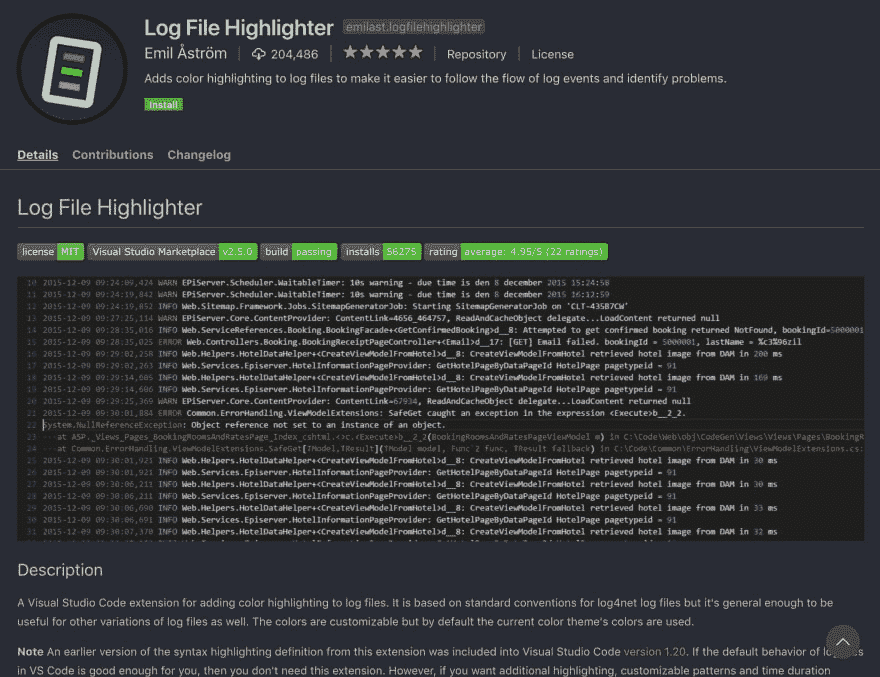 Log File Highlighter emilast.logfilehighlighter
Emil Åström 204,486 Repository License
Adds color highlighting to log files to make it easier to follow the flow of log events and identify problems.
Install
Details Contributions Changelog
Log File Highlighter
license MIT Visual Studio Marketplace v2.5.0 build passing installs 56275 rating average: 4.95/5 (22 ratings)
10 2015-12-09 09:24:09,424 WARN EPiServer.Scheduler.WaitableTimer: 10s warning - due time is den 8 december 2015 15:24:58
11 2015-12-09 09:24:19,842 WARN EPiServer.Scheduler.WaitableTimer: 10s warning - due time is den 8 december 2015 16:12:59
12 2015-12-09 09:24:19,852 INFO Web.Sitemap.Framework.Jobs.SitemapGeneratorJob: Starting SitemapGeneratorJob on 'CLT-435B7CW'
13 2015-12-09 09:27:25,114 WARN EPiServer.Core.ContentProvider: ContentLink=4656_464757, ReadAndCacheObject delegate...LoadContent returned null
14 2015-12-09 09:28:35,016 INFO Web.ServiceReferences.Booking.BookingFacade+<GetConfirmedBooking>d__8: Attempted to get confirmed booking returned NotFound, bookingId=5000001
15 2015-12-09 09:28:35,025 ERROR Web.Controllers.Booking.BookingReceiptPageController+<Email>d__17: [GET] Email failed. bookingId = 5000001, lastName = %c3%96zil
16 2015-12-09 09:29:02,258 INFO Web.Helpers.HotelDataHelper+<CreateViewModelFromHotel>d__8: CreateViewModelFromHotel retrieved hotel image from DAM in 200 ms
17 2015-12-09 09:29:02,263 INFO Web.Services.Episerver.HotelInformationPageProvider: GetHotelPageByDataPageId HotelPage pagetypeid = 91
18 2015-12-09 09:29:14,605 INFO Web.Helpers.HotelDataHelper+<CreateViewModelFromHotel>d__8: CreateViewModelFromHotel retrieved hotel image from DAM in 169 ms
19 2015-12-09 09:29:14,606 INFO Web.Services.Episerver.HotelInformationPageProvider: GetHotelPageByDataPageId HotelPage pagetypeid = 91
20 2015-12-09 09:29:25,369 WARN EPiServer.Core.ContentProvider: ContentLink=67934, ReadAndCacheObject delegate...LoadContent returned null
21 2015-12-09 09:30:01,884 ERROR Common.ErrorHandling.ViewModelExtensions: SafeGet caught an exception in the expression <Execute>b__2_2.
22 System.NullReferenceException: Object reference not set to an instance of an object.
23 at ASP._Views_Pages_BookingRoomsAndRatesPage_Index_cshtml.<>c.<Execute>b__2_2(BookingRoomsAndRatesPageViewModel m) in C:\Code\Web\obj\CodeGen\Views\Views\Pages\BookingR
24 at Common.ErrorHandling.ViewModelExtensions.SafeGet[TModel,TResult](TModel model, Func`2 func, TResult fallback) in C:\Code\Common\ErrorHandling\ViewModelExtensions.cs:
25 2015-12-09 09:30:01,921 INFO Web.Helpers.HotelDataHelper+<CreateViewModelFromHotel>d__8: CreateViewModelFromHotel retrieved hotel image from DAM in 30 ms
26 2015-12-09 09:30:01,921 INFO Web.Services.Episerver.HotelInformationPageProvider: GetHotelPageByDataPageId HotelPage pagetypeid = 91
27 2015-12-09 09:30:06,211 INFO Web.Helpers.HotelDataHelper+<CreateViewModelFromHotel>d__8: CreateViewModelFromHotel retrieved hotel image from DAM in 30 ms
28 2015-12-09 09:30:06,211 INFO Web.Services.Episerver.HotelInformationPageProvider: GetHotelPageByDataPageId HotelPage pagetypeid = 91
29 2015-12-09 09:30:06,690 INFO Web.Helpers.HotelDataHelper+<CreateViewModelFromHotel>d__8: CreateViewModelFromHotel retrieved hotel image from DAM in 33 ms
30 2015-12-09 09:30:06,691 INFO Web.Services.Episerver.HotelInformationPageProvider: GetHotelPageByDataPageId HotelPage pagetypeid = 91
31 2015-12-09 09:30:07,370 INFO Web.Helpers.HotelDataHelper+<CreateViewModelFromHotel>d__8: CreateViewModelFromHotel retrieved hotel image from DAM in 32 ms
Description
A Visual Studio Code extension for adding color highlighting to log files. It is based on standard conventions for log4net log files but it's general enough to be
useful for other variations of log files as well. The colors are customizable but by default the current color theme's colors are used.
Note An earlier version of the syntax highlighting definition from this extension was included into Visual Studio Code version 1.20. If the default behavior of
in VS Code is good enough for you, then you don't need this extension. However, if you want additional highlighting, customizable patterns and time duration